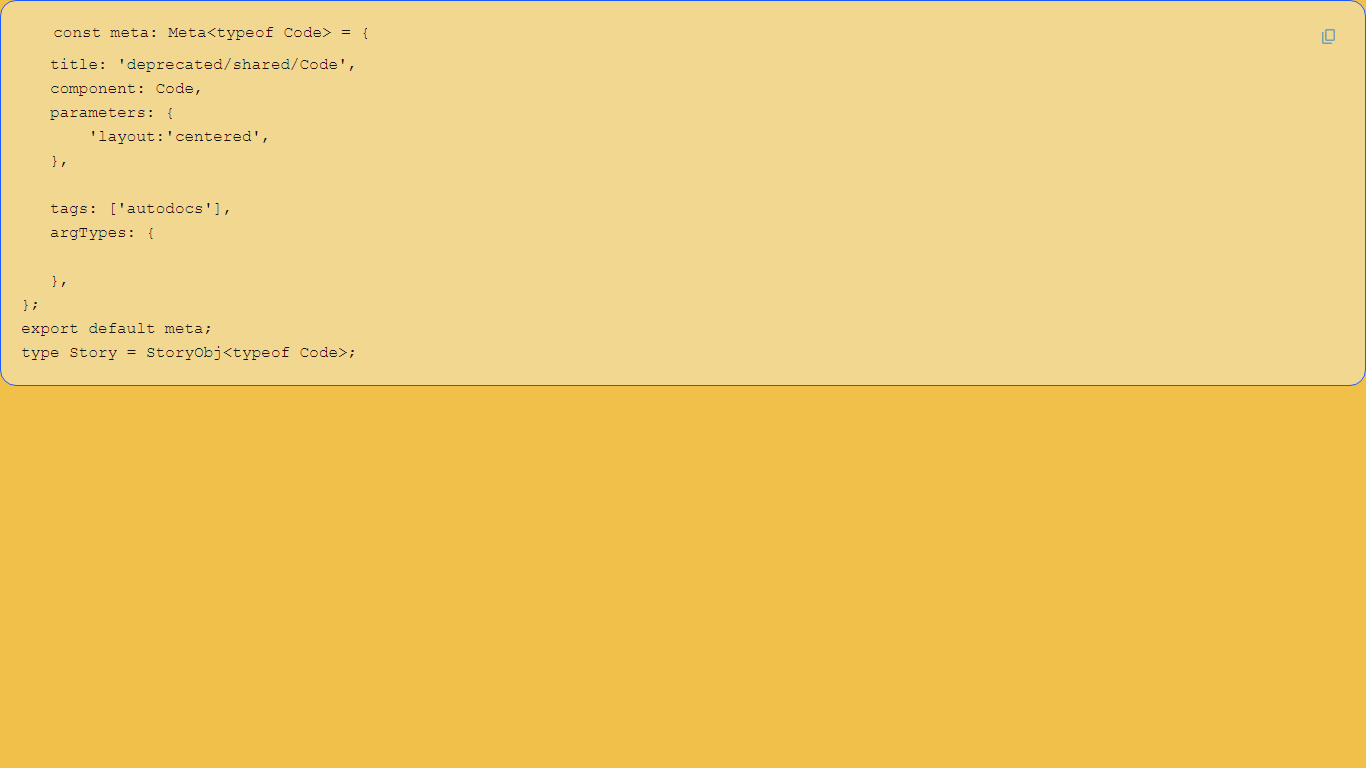 const meta: Meta<typeof Code> = {
title: 'deprecated/shared/Code',
component: Code,
parameters: {
'layout:'centered',
},
tags: ['autodocs'],
argTypes: {
},
};
export default meta;
type Story = StoryObj<typeof Code>;